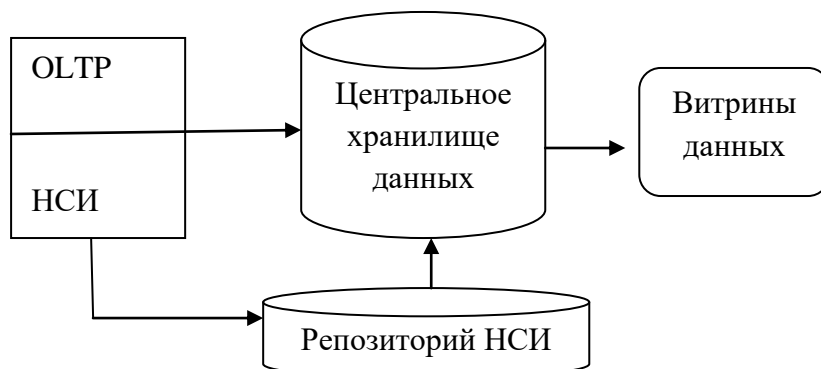 OLTP
НСИ
Центральное
хранилище
данных
Витрины
данных
Репозиторий НСИ